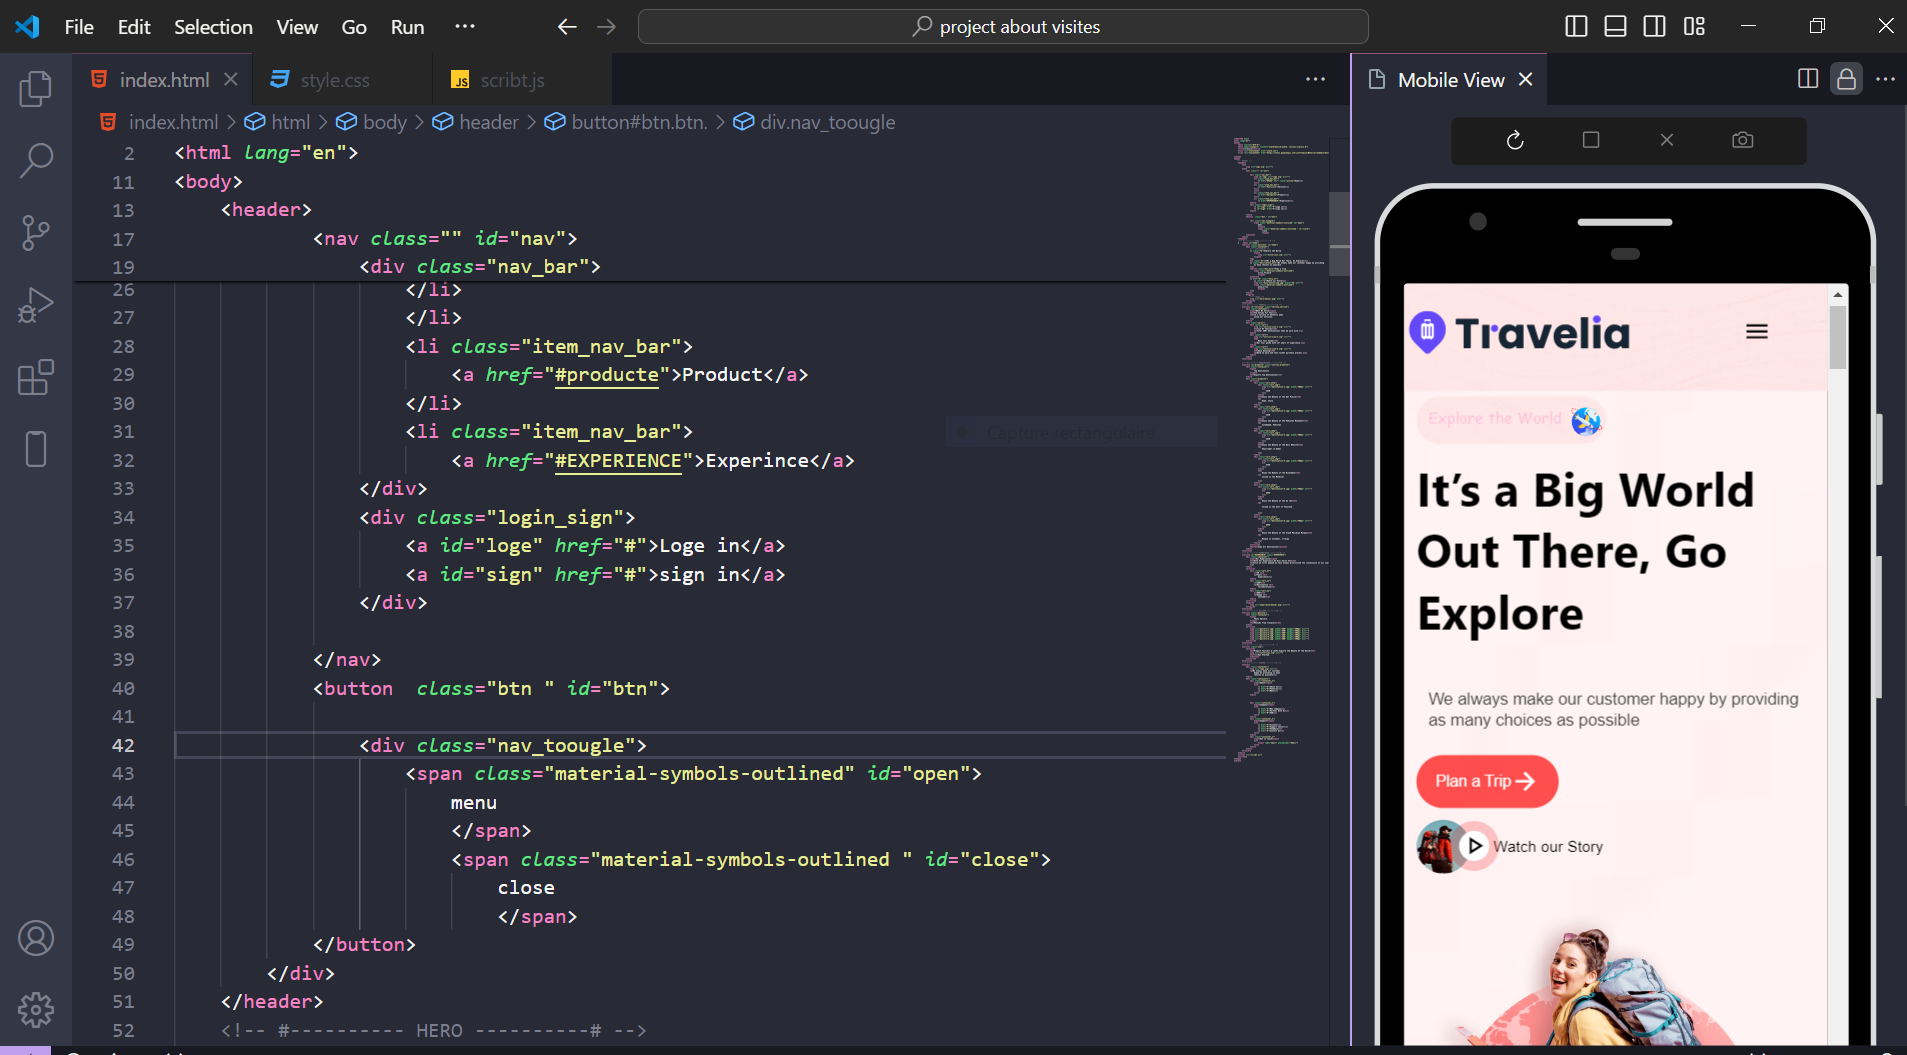 File Edit Selection View Go Run ···
project about visites
index.html
style.css
JS scribt.js
···
Mobile View
···
index.html > html > body > header > button#btn.btn. > div.nav_toougle
2 <html lang="en">
11 <body>
13 <header>
17 <nav class="" id="nav">
19 <div class="nav_bar">
26 </li>
27 </li>
28 <li class="item_nav_bar">
29 <a href="#producte">Product</a>
30 </li>
31 <li class="item_nav_bar">
32 <a href="#EXPERIENCE">Experince</a>
33 </div>
34 <div class="login_sign">
35 <a id="loge" href="#">Loge in</a>
36 <a id="sign" href="#">sign in</a>
37 </div>
38
39 </nav>
40 <button  class="btn " id="btn">
41
42 <div class="nav_toougle">
43 <span class="material-symbols-outlined" id="open">
44 menu
45 </span>
46 <span class="material-symbols-outlined " id="close">
47 close
48 </span>
49 </button>
50 </div>
51 </header>
52 <!-- #---------- HERO ----------# -->
Capture rectangulaire
Travelia
Explore the World
It's a Big World
Out There, Go
Explore
We always make our customer happy by providing
as many choices as possible
Plan a Trip
Watch our Story